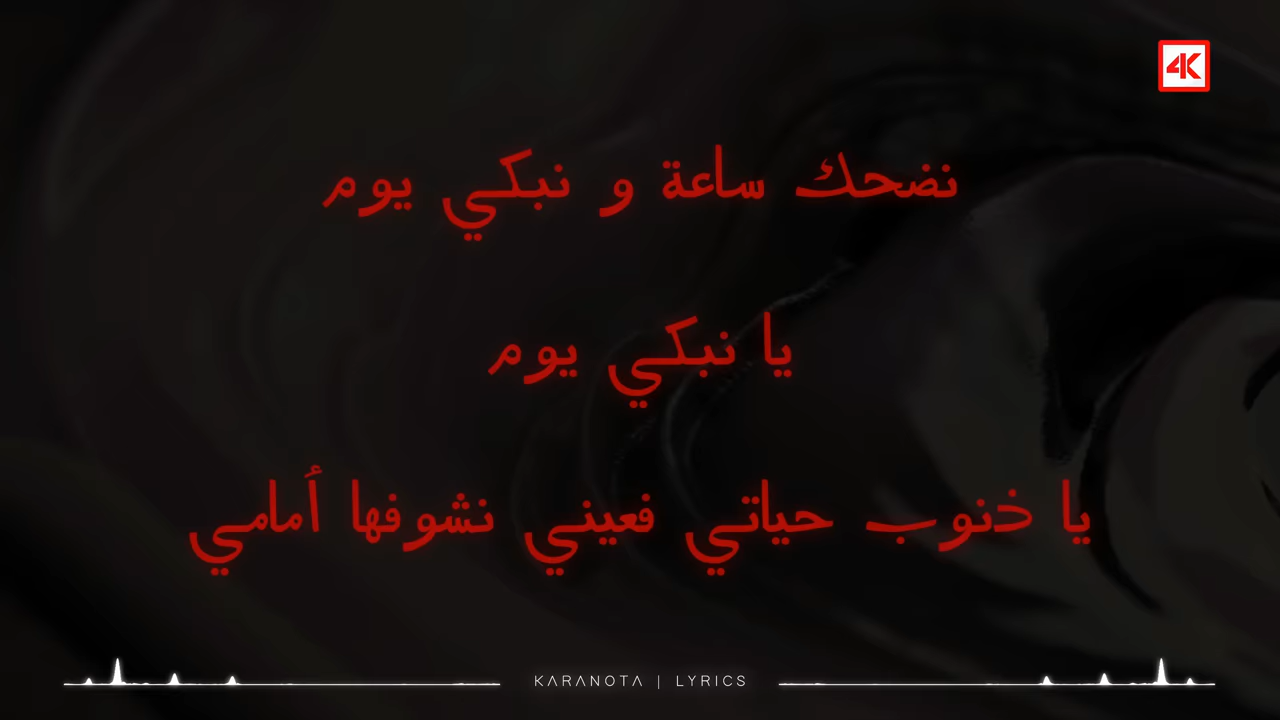 4K
نضحك ساعة و نبكي يوم
يا نبكي يوم
يا ذنوب حياتي فعيني نشوفها أمامي
KARANOTA | LYRICS